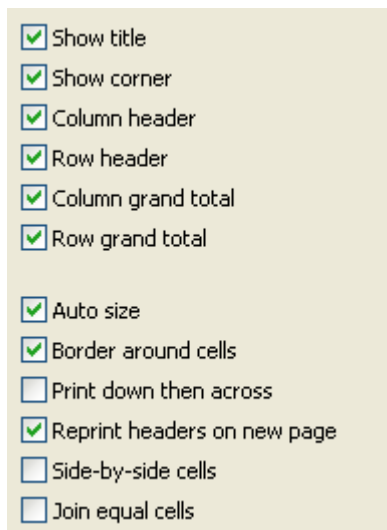 Show title
Show corner
Column header
Row header
Column grand total
Row grand total
Auto size
Border around cells
Print down then across
Reprint headers on new page
Side-by-side cells
Join equal cells